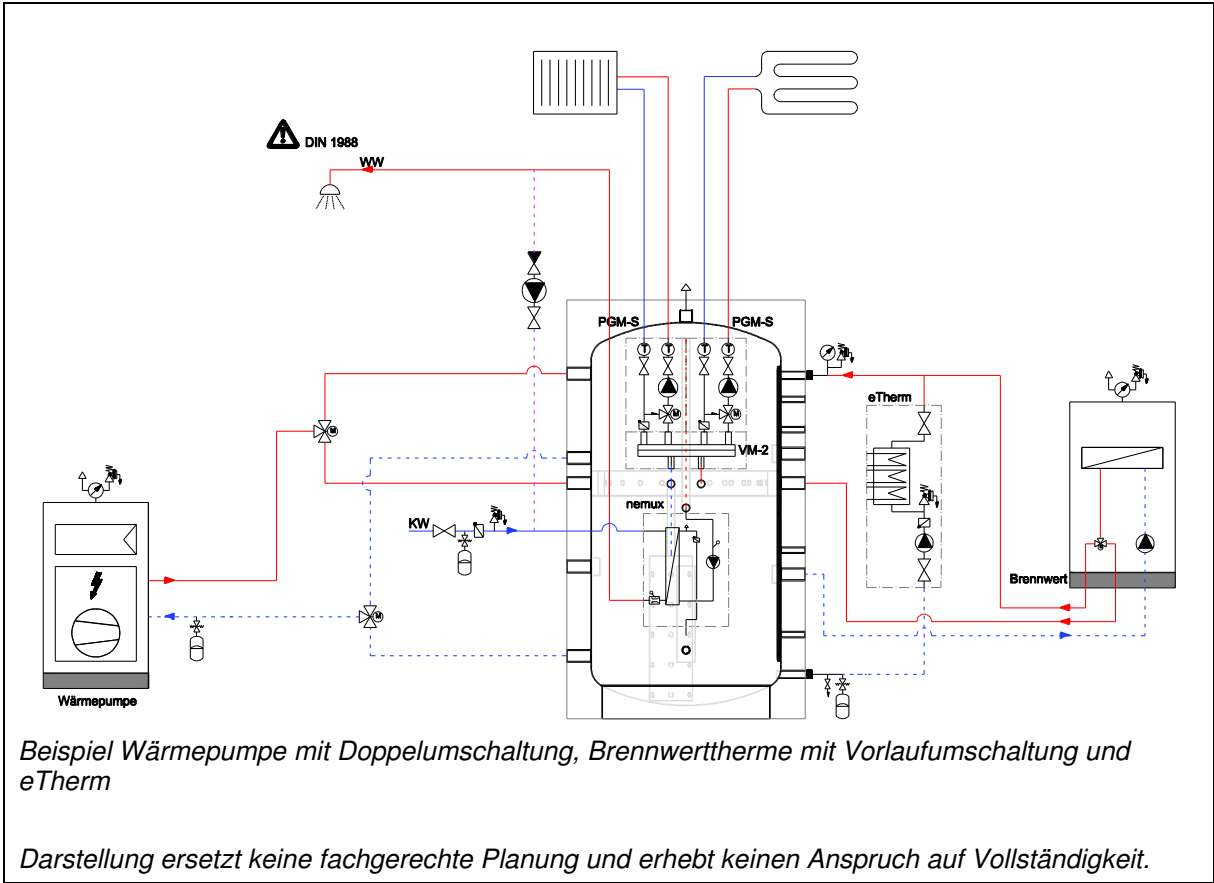 DIN 1988
WW
PGM-S
PGM-S
T
T
T
T
eTherm
M
M
M
VM-2
nemux
KW
Brennwert
M
Wärmepumpe
Beispiel Wärmepumpe mit Doppelumschaltung, Brennwerttherme mit Vorlaufumschaltung und
eTherm
Darstellung ersetzt keine fachgerechte Planung und erhebt keinen Anspruch auf Vollständigkeit.